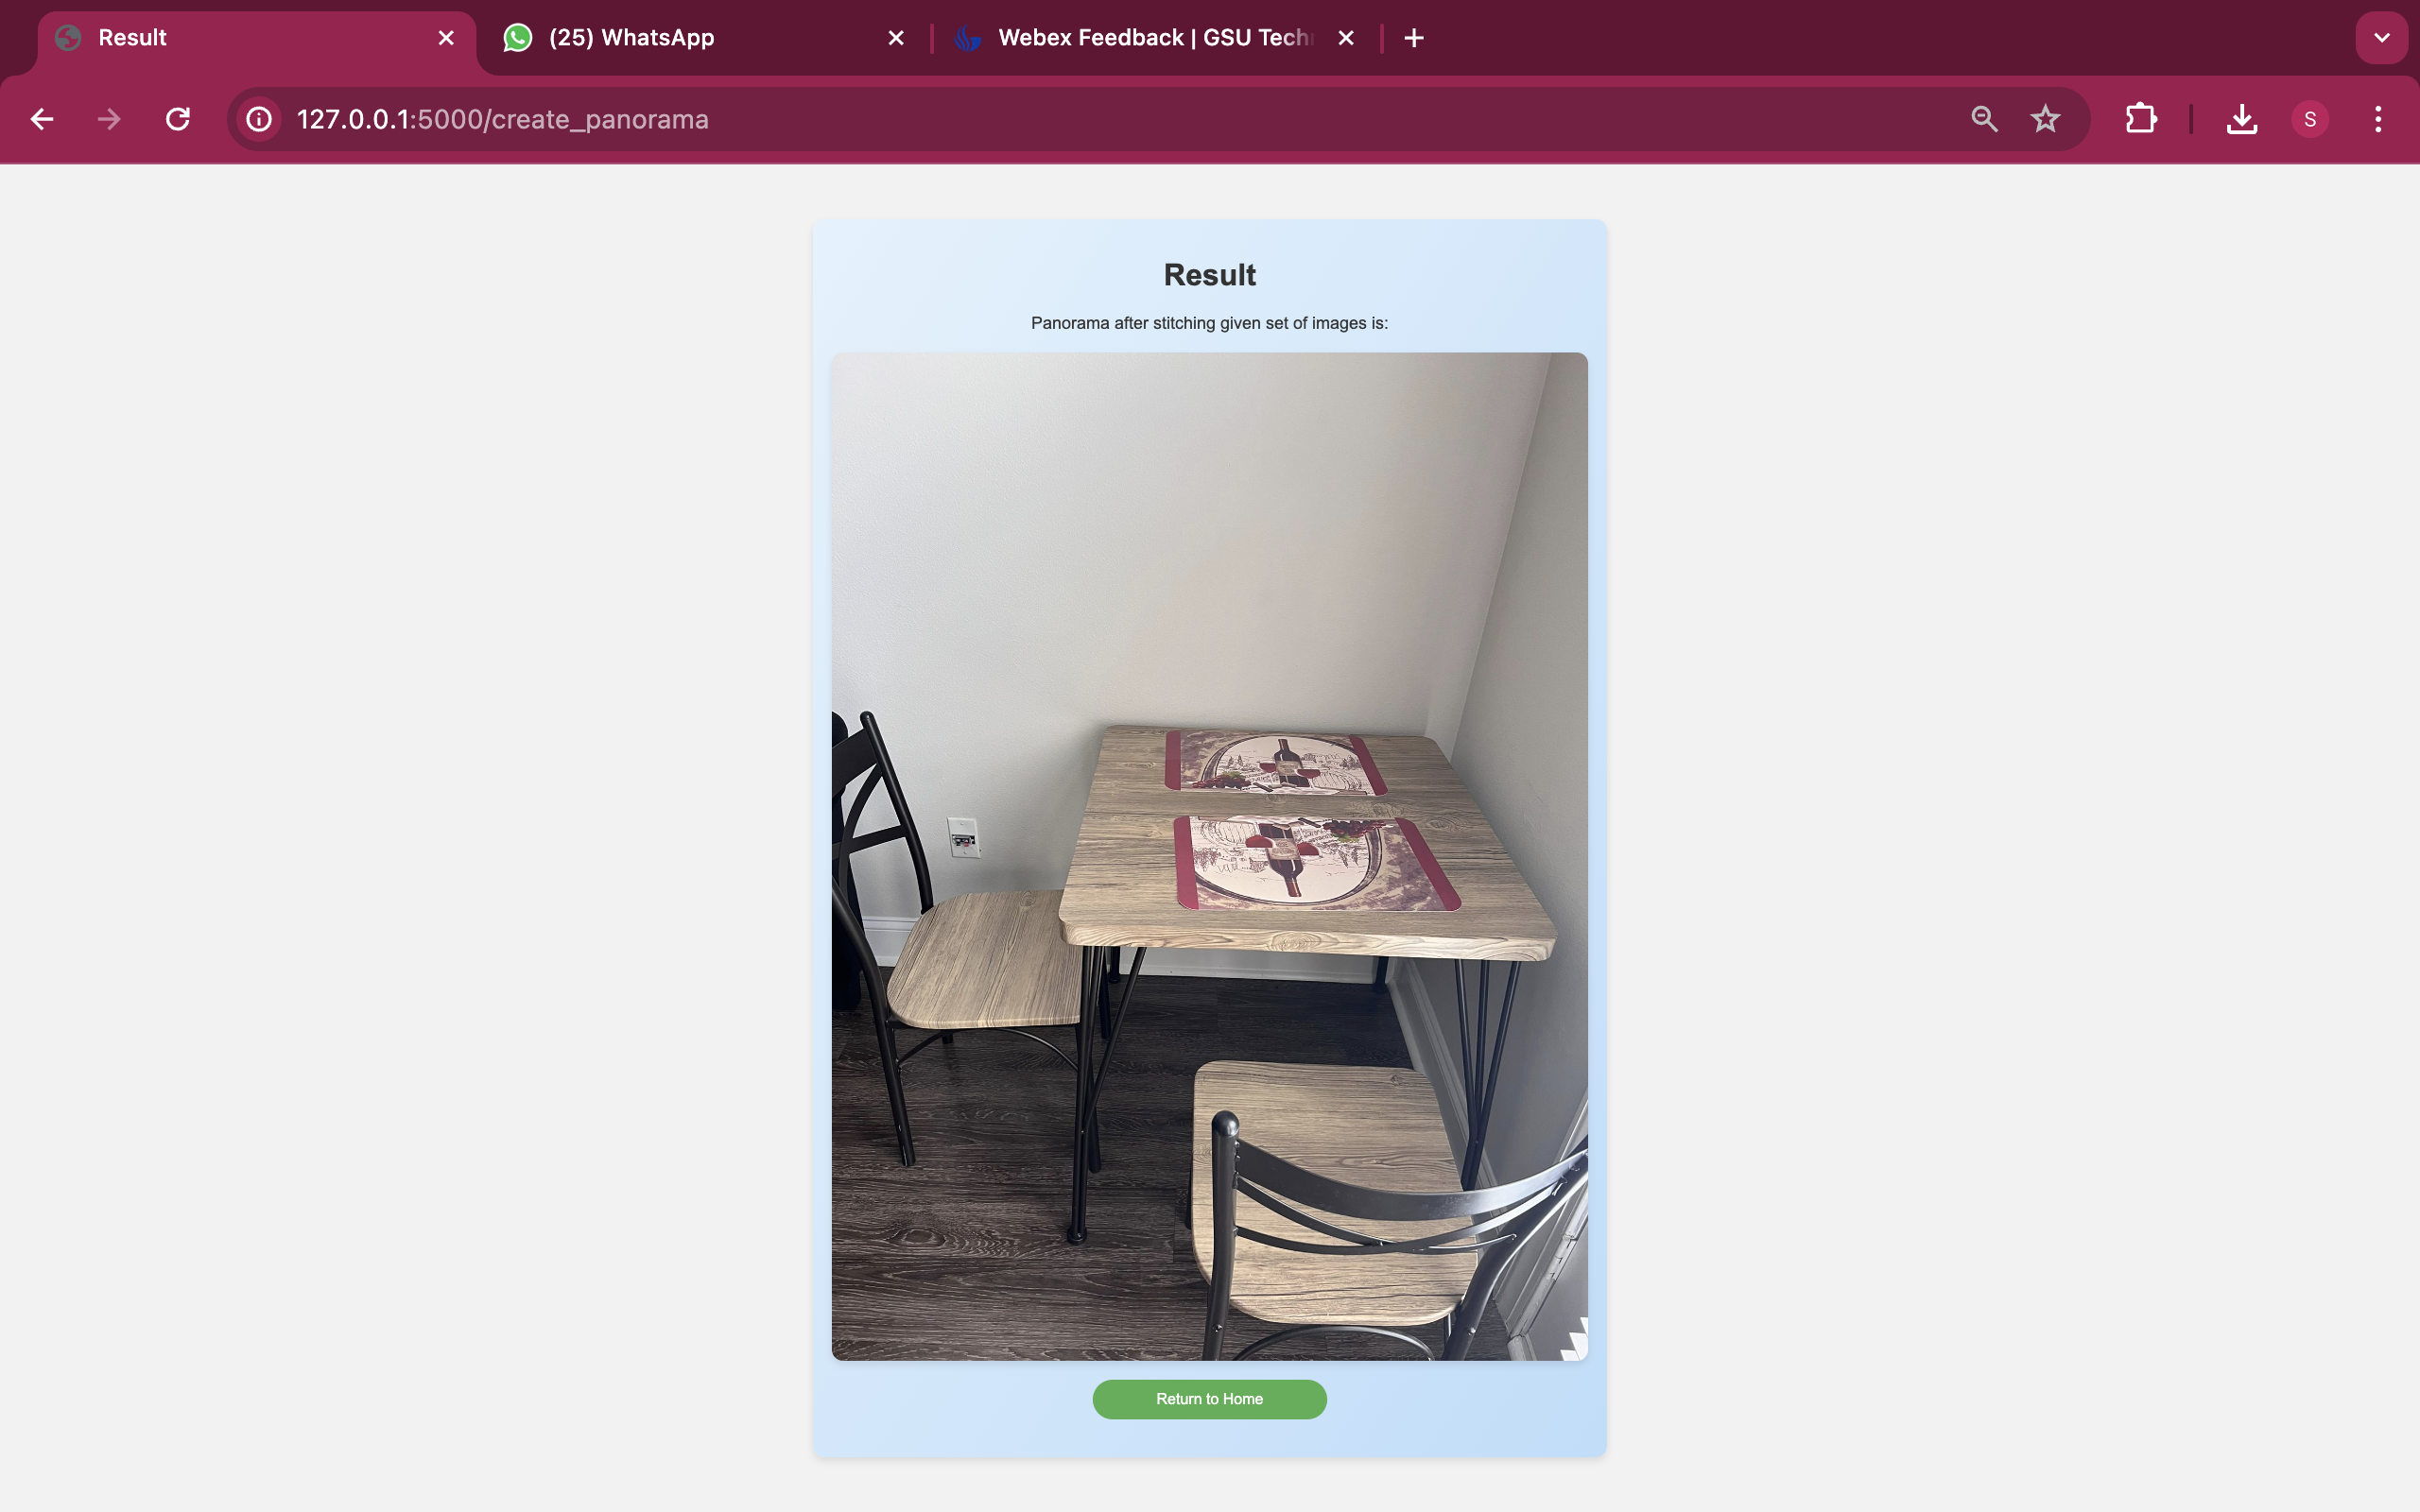 Result
(25) WhatsApp
Webex Feedback | GSU Tech
127.0.0.1:5000/create_panorama
S
Result
Panorama after stitching given set of images is:
Return to Home